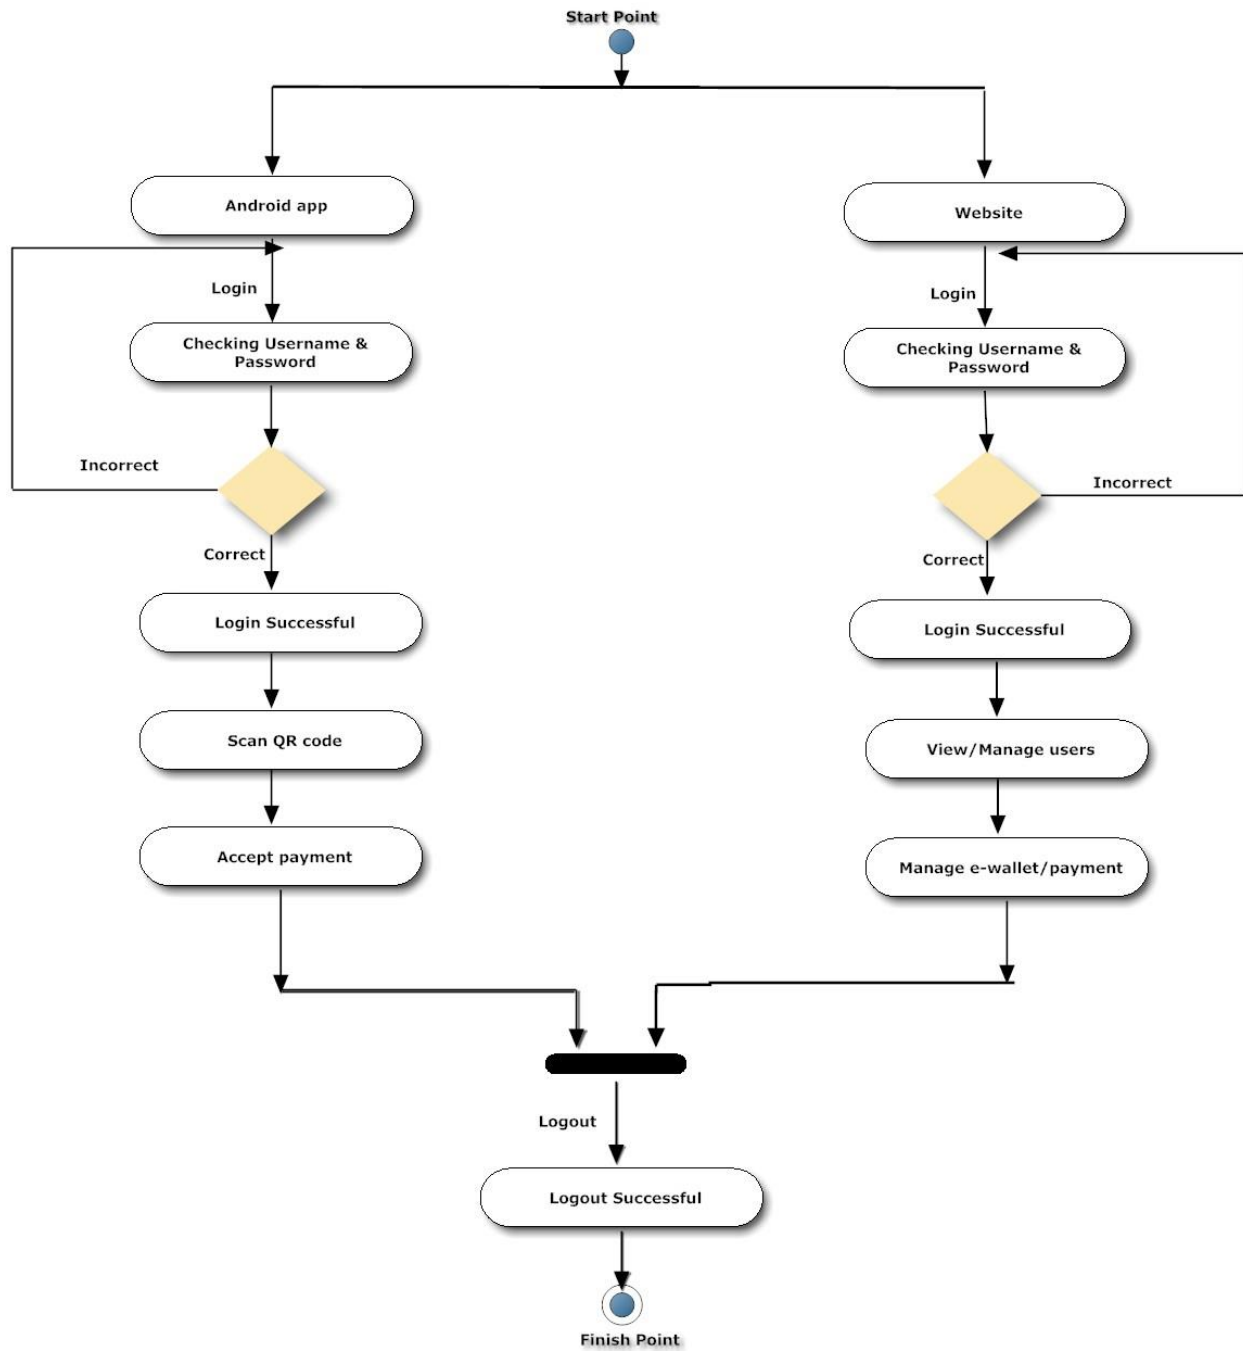 Start Point
Android app
Website
Login
Login
Checking Username &
Password
Checking Username &
Password
Incorrect
Incorrect
Correct
Correct
Login Successful
Login Successful
Scan QR code
View/Manage users
Accept payment
Manage e-wallet/payment
Logout
Logout Successful
Finish Point